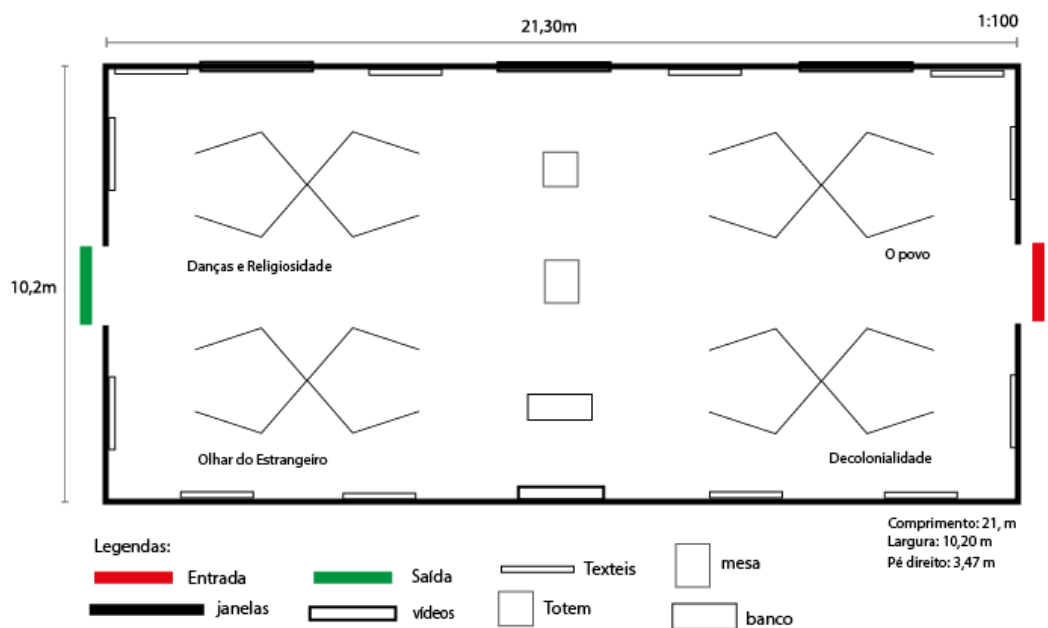 21,30m
1:100
10,2m
Danças e Religiosidade
O povo
Olhar do Estrangeiro
Decolonialidade
Comprimento: 21, m
Largura: 10,20 m
Pé direito: 3,47 m
Legendas:
Entrada
Saída
Texteis
mesa
janelas
vídeos
Totem
banco